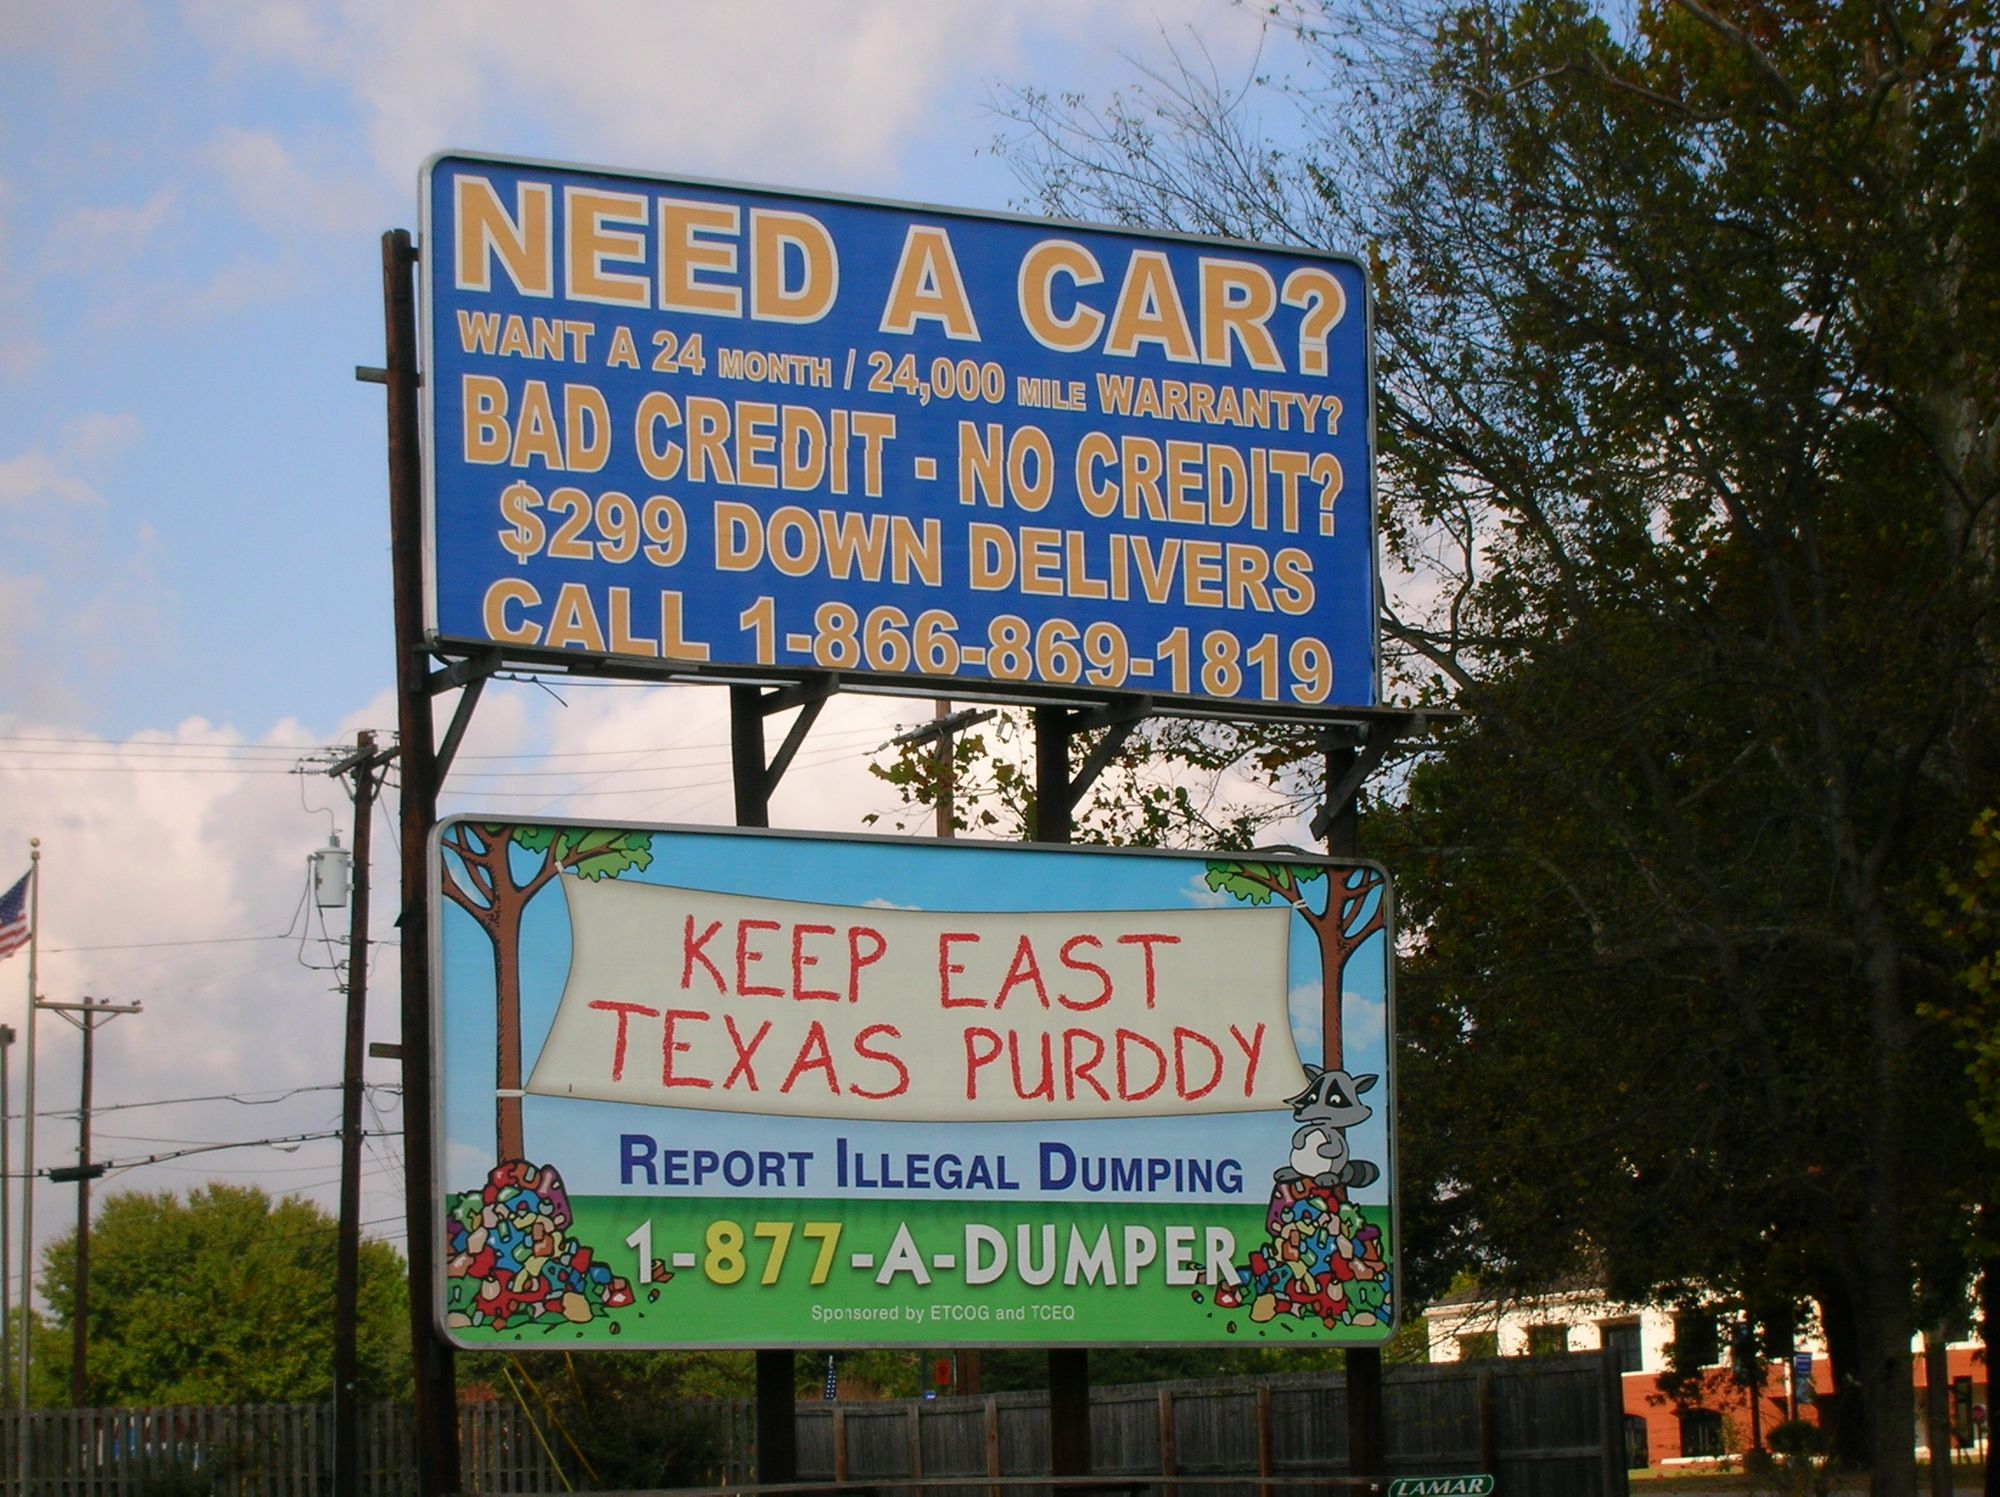 NEED A CAR?
WANT A 24 MONTH / 24,000 MILE WARRANTY?
BAD CREDIT - NO CREDIT?
$299 DOWN DELIVERS
CALL 1-866-869-1819
KEEP EAST
TEXAS PURDDY
REPORT ILLEGAL DUMPING
1-877-A-DUMPER
Sponsored by ETCOG and TCEQ
LAMAR